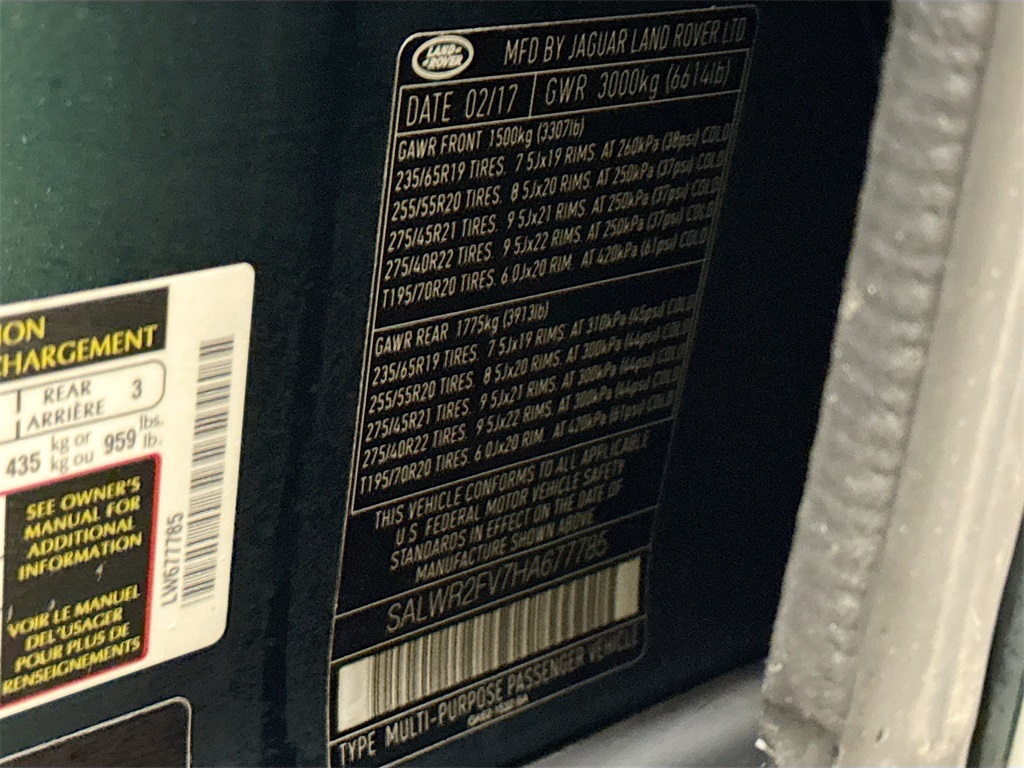 LAND ROVER
MFD BY JAGUAR LAND ROVER LTD
DATE 02/17 GWR 3000kg (6614lb)
GAWR FRONT 1500kg (3307lb)
235/65R19 TIRES. 7 5Jx19 RIMS. AT 260kPa (38psi) COLD
255/55R20 TIRES. 8 5Jx20 RIMS. AT 250kPa (37psi) COLD
275/45R21 TIRES. 9 5Jx21 RIMS. AT 250kPa (37psi) COLD
275/40R22 TIRES. 9 5Jx22 RIMS. AT 250kPa (37psi) COLD
T195/70R20 TIRES. 6.0Jx20 RIM. AT 420kPa (61psi) COLD
GAWR REAR 1775kg (3913lb)
235/65R19 TIRES. 7 5Jx19 RIMS. AT 310kPa (45psi) COLD
255/55R20 TIRES. 8 5Jx20 RIMS. AT 300kPa (44psi) COLD
275/45R21 TIRES. 9 5Jx21 RIMS. AT 300kPa (44psi) COLD
275/40R22 TIRES. 9 5Jx22 RIMS. AT 300kPa (44psi) COLD
T195/70R20 TIRES. 6 0Jx20 RIM. AT 420kPa (61psi) COLD
THIS VEHICLE CONFORMS TO ALL APPLICABLE
U.S. FEDERAL MOTOR VEHICLE SAFETY
STANDARDS IN EFFECT ON THE DATE OF
MANUFACTURE SHOWN ABOVE
SALWR2FV7HA677785
TYPE MULTI-PURPOSE PASSENGER VEHICLE
ION
CHARGEMENT
REAR 3
ARRIÈRE
435 kg or 959 lbs.
kg ou lb.
SEE OWNER'S
MANUAL FOR
ADDITIONAL
INFORMATION
VOIR LE MANUEL
DEL'USAGER
POUR PLUS DE
RENSEIGNEMENTS
LW677785